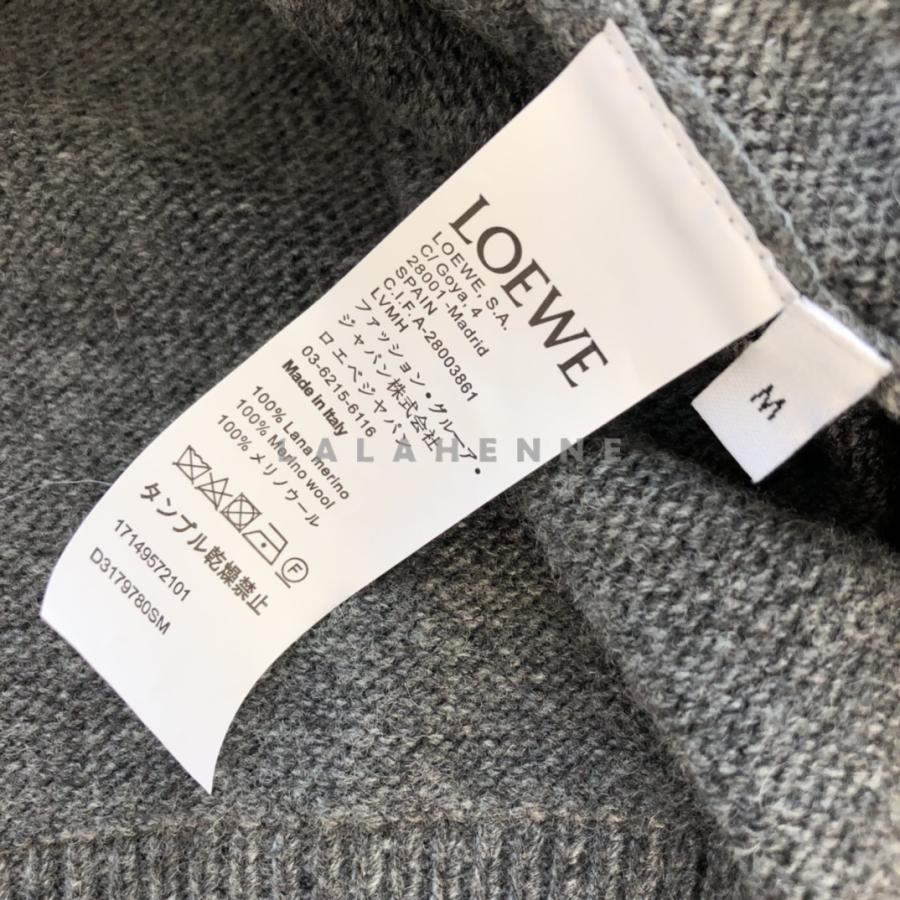 LOEWE
LOEWE, S.A.
C/ Goya, 4
28001 -Madrid
SPAIN
C.I.F.A-28003861
LVMH
ファッション・グループ・
ジャパン株式会社
ロエベジャパン
03-6215-6116
Made in Italy
100% Lana merino
100% Merino wool
100% メリノウール
F
タンブル乾燥禁止
17149572101
D3179780SM
M
LALAHENNE